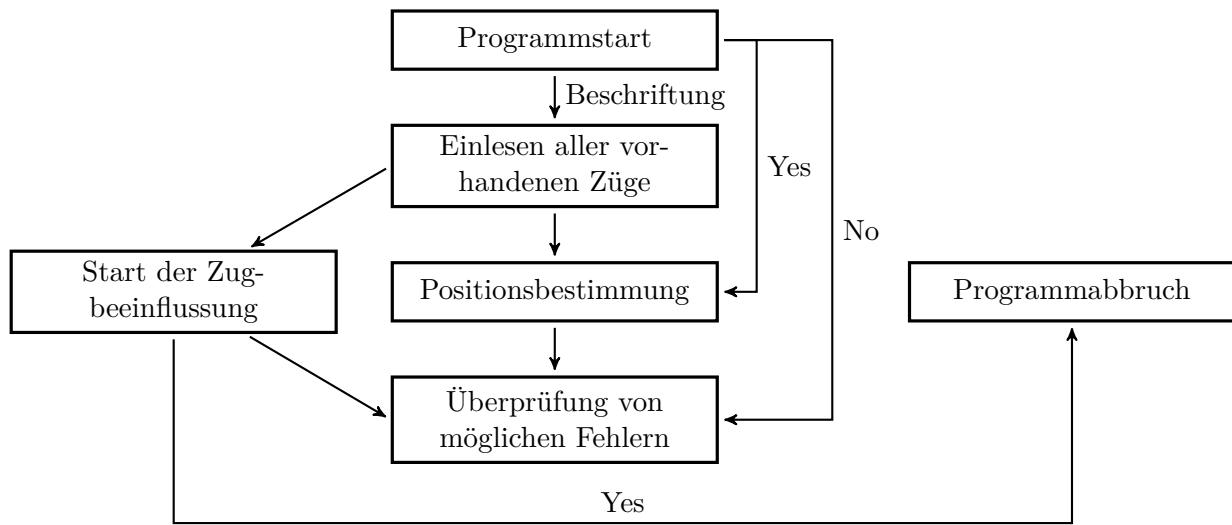 Programmstart
Beschriftung
Einlesen aller vor-
handenen Züge
Yes
No
Start der Zug-
beeinflussung
Positionsbestimmung
Programmabbruch
Überprüfung von
möglichen Fehlern
Yes